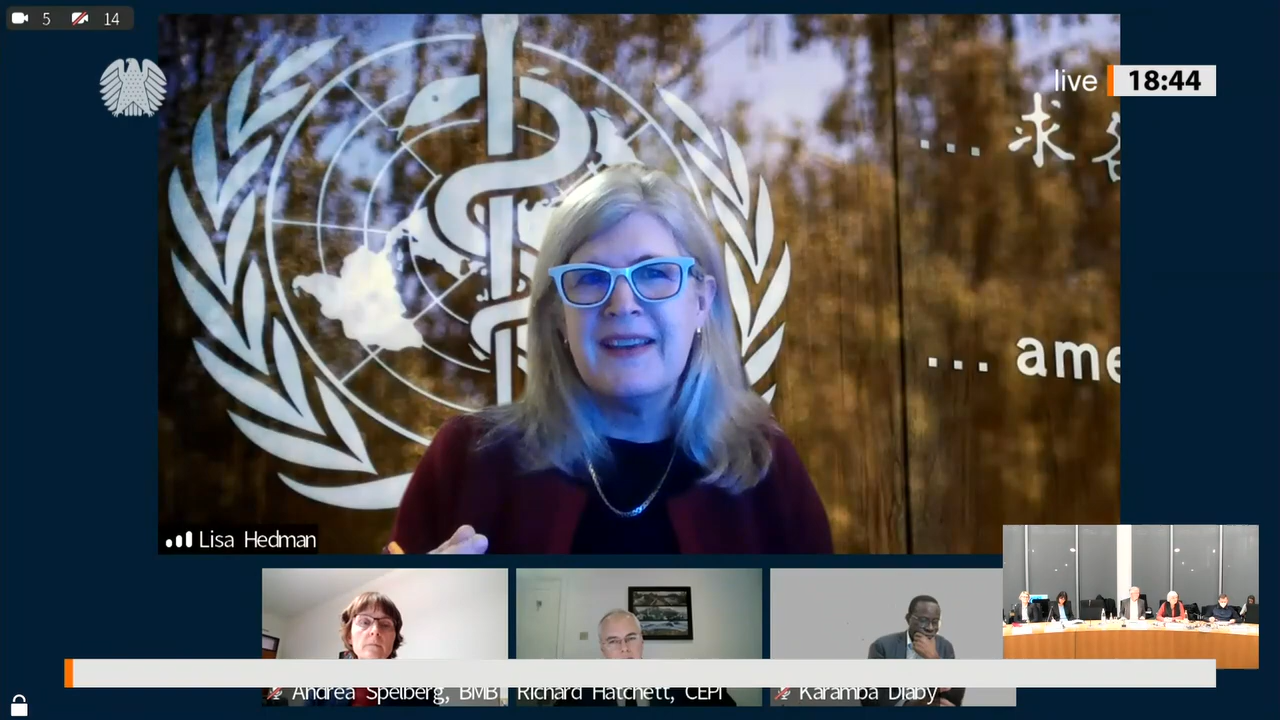 5 14
live 18:44
... 求
... ame
Lisa Hedman
Andrea Spelberg, BMB
Richard Hatchett, CEPI
Karamba Diaby